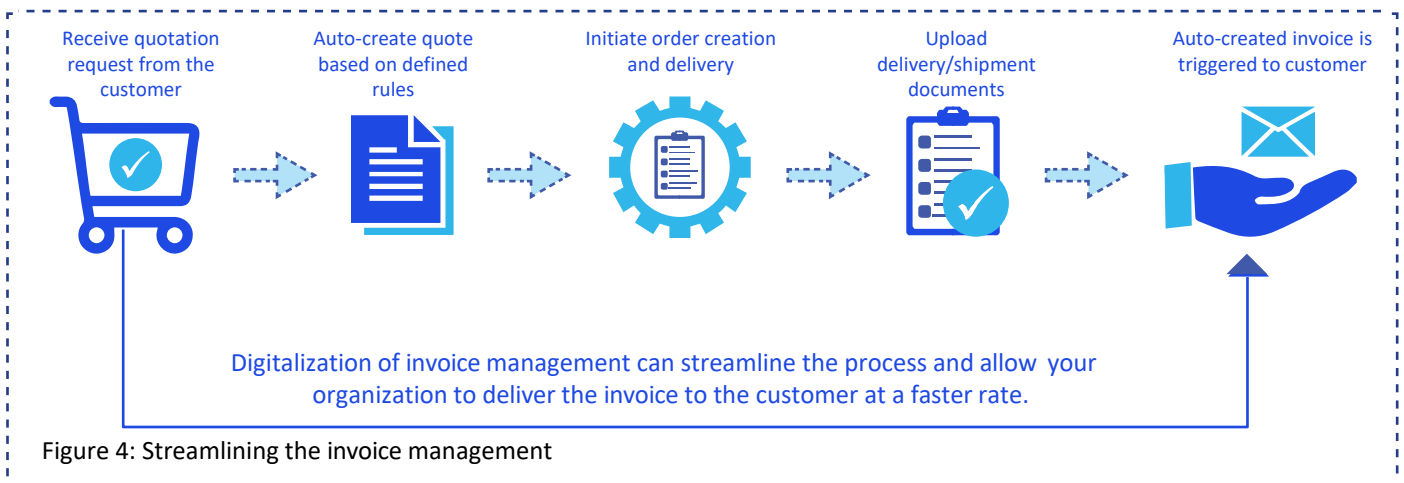 Receive quotation
request from the
customer
Auto-create quote
based on defined
rules
Initiate order creation
and delivery
Upload
delivery/shipment
documents
Auto-created invoice is
triggered to customer
Digitalization of invoice management can streamline the process and allow your
organization to deliver the invoice to the customer at a faster rate.
Figure 4: Streamlining the invoice management